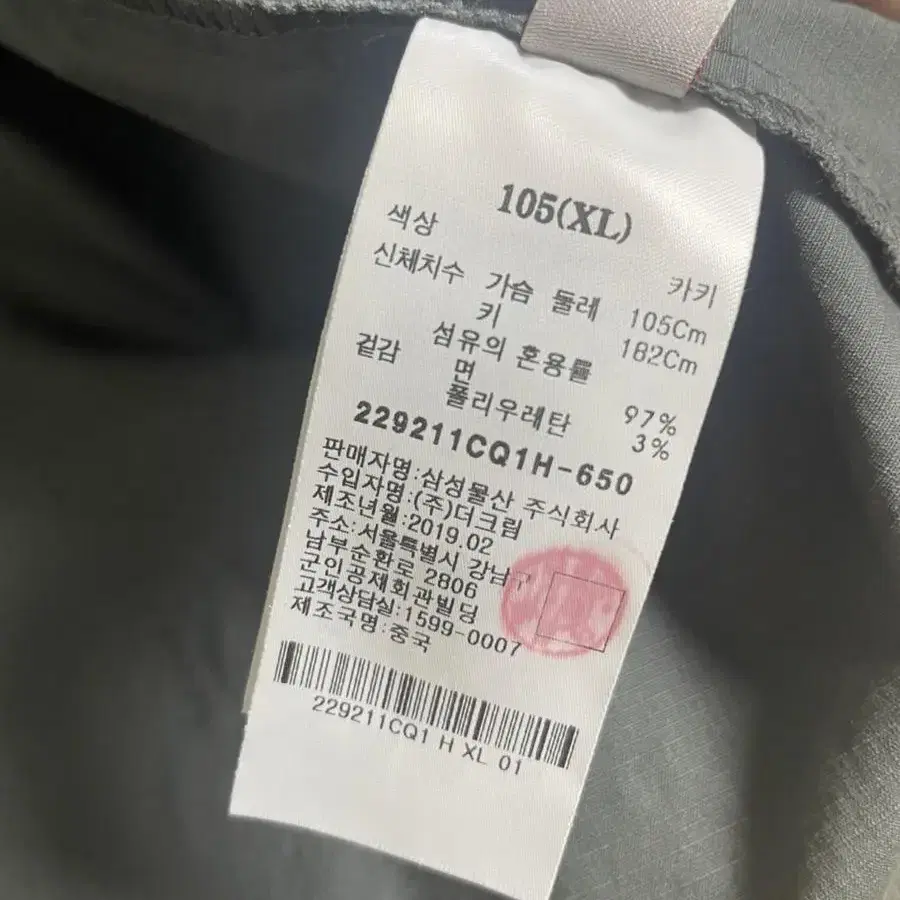 105(XL)
색상 카키
신체치수 가슴 둘레 105Cm
키 182Cm
섬유의 혼용률
겉감 면 97%
폴리우레탄 3%
229211CQ1H-650
판매자명:삼성물산 주식회사
수입자명:(주)더크림
제조년월:2019.02
주소:서울특별시 강남구
남부순환로 2806
군인공제회관빌딩
고객상담실:1599-0007
제조국명:중국
229211CQ1 H XL 01